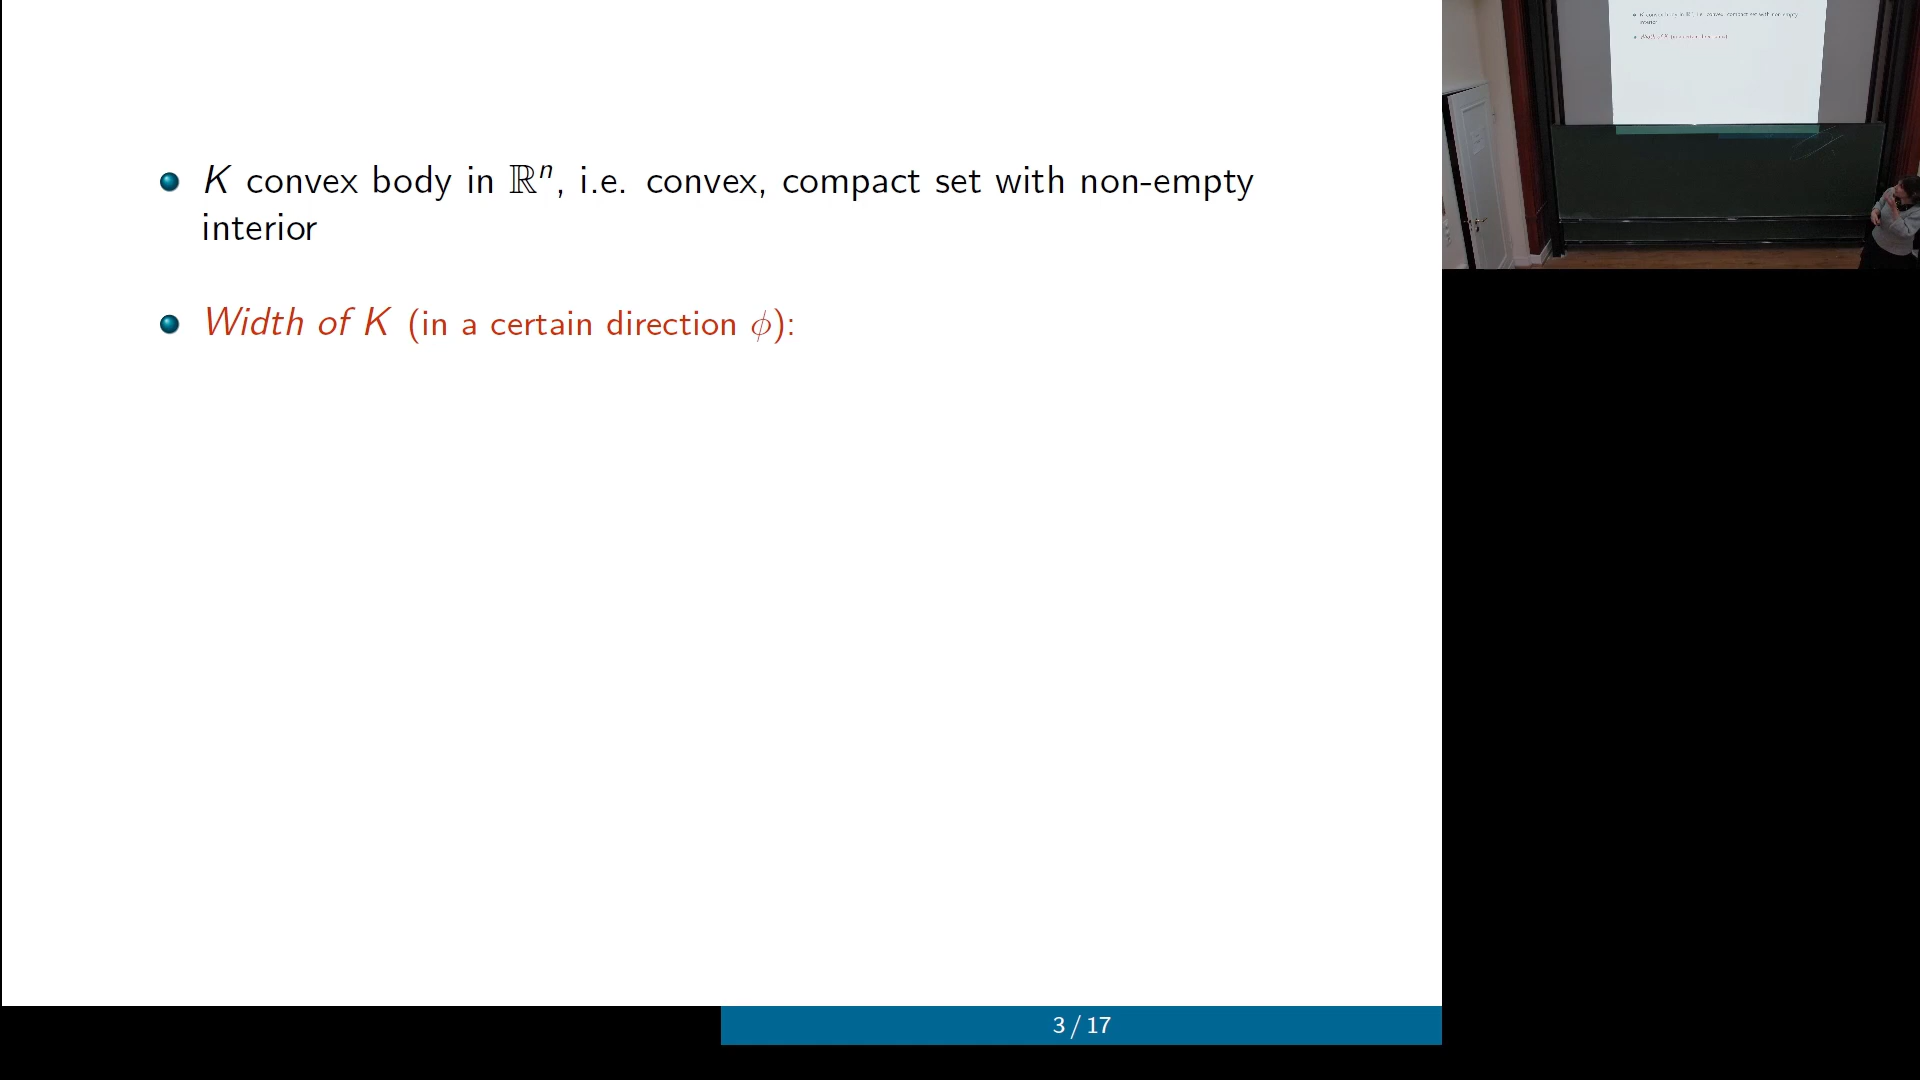 K convex body in ℝⁿ, i.e. convex, compact set with non-empty
interior
Width of K (in a certain direction ϕ):
3 / 17